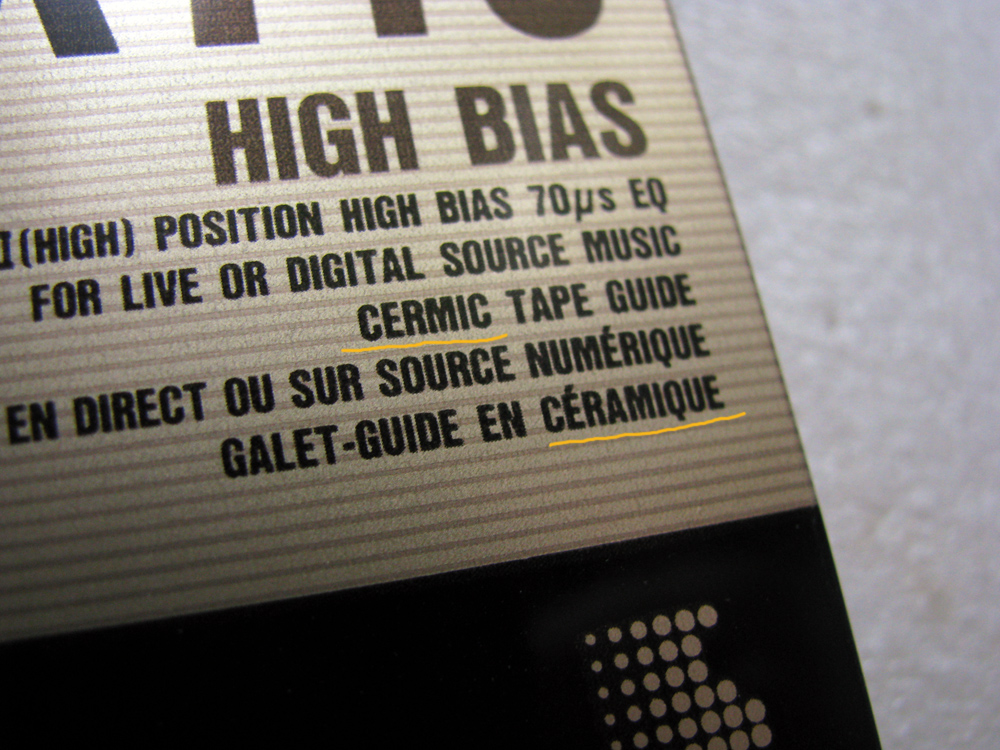 HIGH BIAS
(HIGH) POSITION HIGH BIAS 70µs EQ
FOR LIVE OR DIGITAL SOURCE MUSIC
CERMIC TAPE GUIDE
EN DIRECT OU SUR SOURCE NUMÉRIQUE
GALET-GUIDE EN CÉRAMIQUE